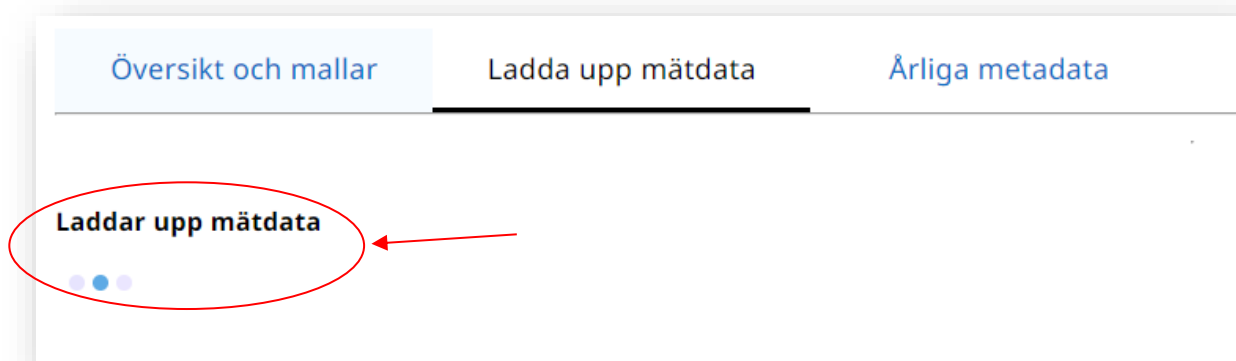 Översikt och mallar Ladda upp mätdata Årliga metadata
Laddar upp mätdata